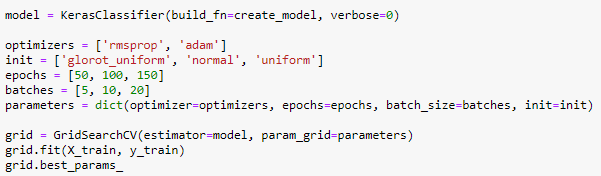 model = KerasClassifier(build_fn=create_model, verbose=0)
optimizers = ['rmsprop', 'adam']
init = ['glorot_uniform', 'normal', 'uniform']
epochs = [50, 100, 150]
batches = [5, 10, 20]
parameters = dict(optimizer=optimizers, epochs=epochs, batch_size=batches, init=init)
grid = GridSearchCV(estimator=model, param_grid=parameters)
grid.fit(X_train, y_train)
grid.best_params_